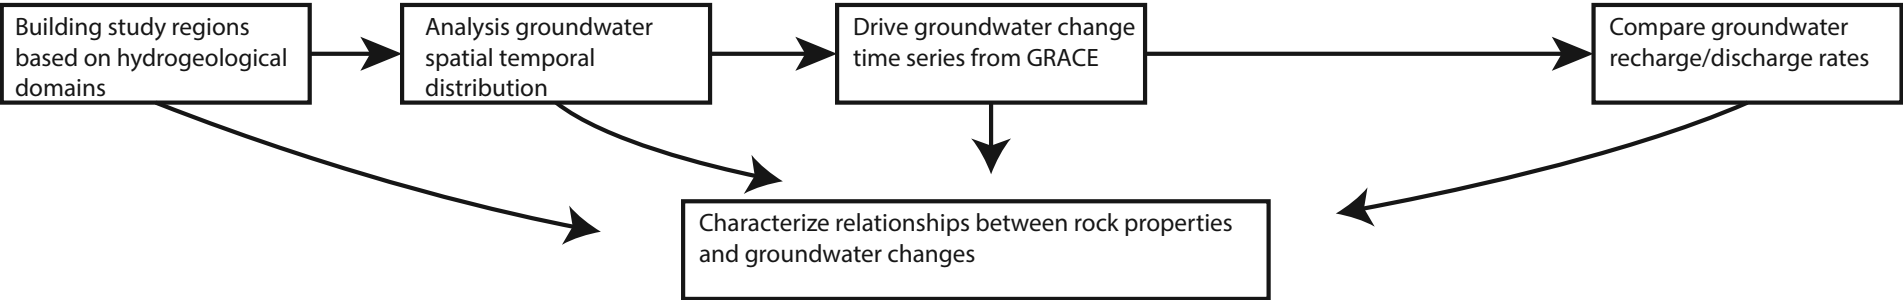 Building study regions
based on hydrogeological
domains
Analysis groundwater
spatial temporal
distribution
Drive groundwater change
time series from GRACE
Compare groundwater
recharge/discharge rates
Characterize relationships between rock properties
and groundwater changes